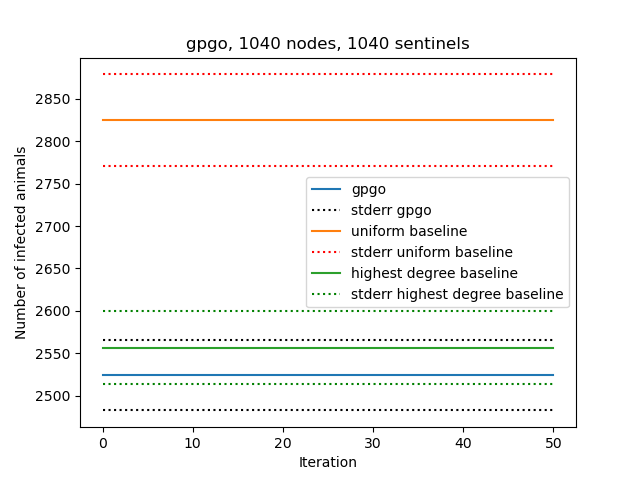 gpgo, 1040 nodes, 1040 sentinels
2850
2800
2750
2700
2650
2600
2550
2500
Number of infected animals
gpgo
stderr gpgo
uniform baseline
stderr uniform baseline
highest degree baseline
stderr highest degree baseline
0 10 20 30 40 50
Iteration